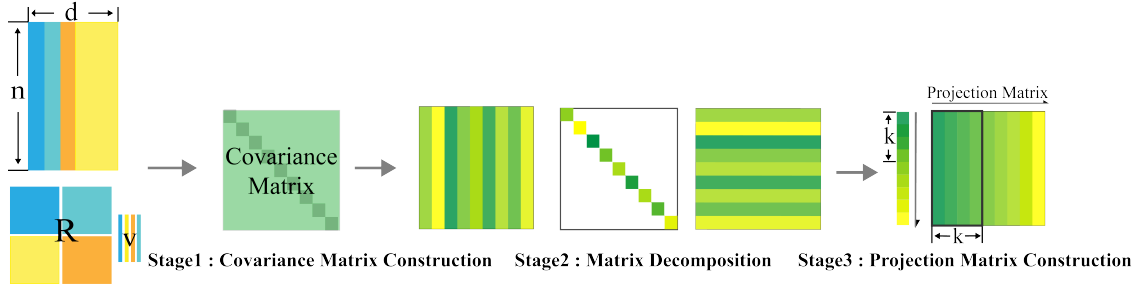 d
n
R
v
Covariance
Matrix
Projection Matrix
k
k
Stage1 : Covariance Matrix Construction
Stage2 : Matrix Decomposition
Stage3 : Projection Matrix Construction